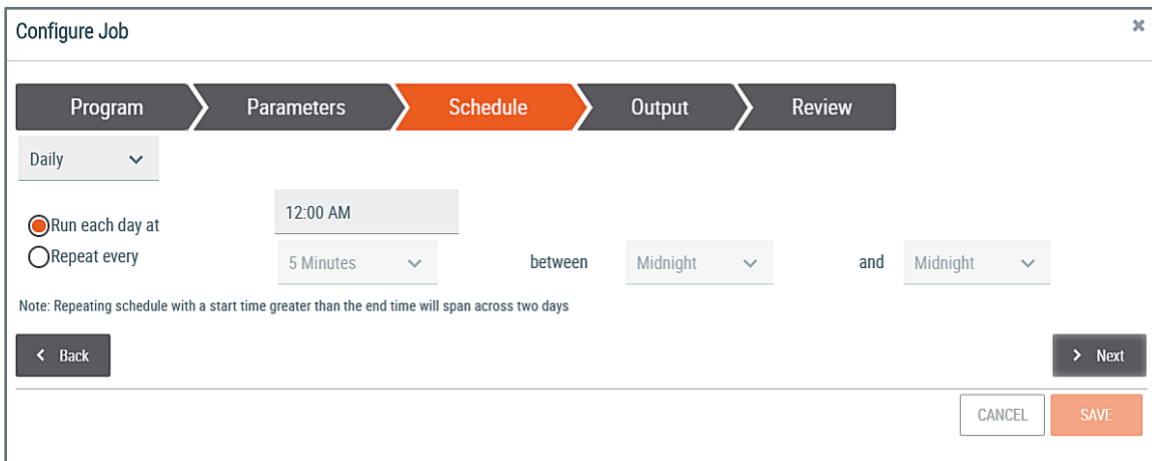 Configure Job
Program Parameters Schedule Output Review
Daily
Run each day at 12:00 AM
Repeat every 5 Minutes between Midnight and Midnight
Note: Repeating schedule with a start time greater than the end time will span across two days
Back Next
CANCEL SAVE